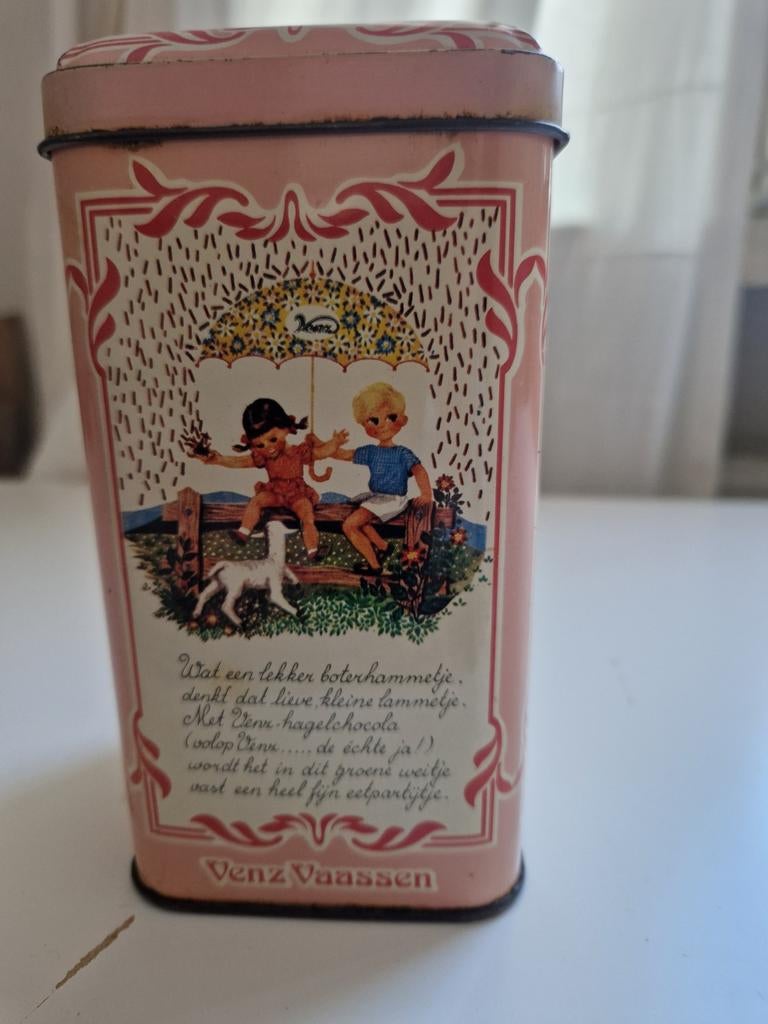 Venz
Wat een lekker boterhammetje.
denkt dat lieve, kleine lammetje.
Met Venz-hagelchocola
(volop Venz..... de échte ja!)
wordt het in dit groene weitje
vast een heel fijn eetpartijtje.
Venz Vaassen